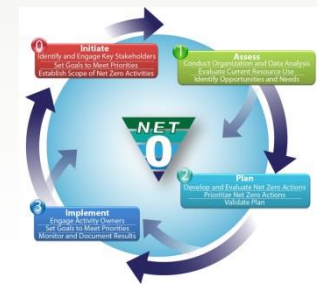 0
Initiate
Identify and Engage Key Stakeholders
Set Goals to Meet Priorities
Establish Scope of Net Zero Activities
1
Assess
Conduct Organization and Data Analysis
Evaluate Current Resource Use
Identify Opportunities and Needs
NET
0
2
Plan
Develop and Evaluate Net Zero Actions
Prioritize Net Zero Actions
Validate Plan
3
Implement
Engage Activity Owners
Set Goals to Meet Priorities
Monitor and Document Results